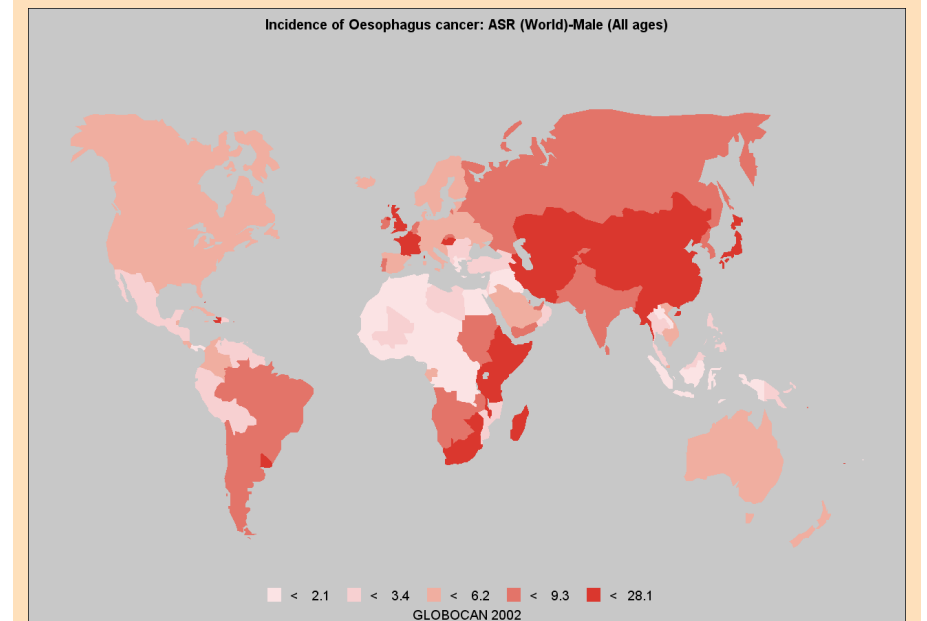 Incidence of Oesophagus cancer: ASR (World)-Male (All ages)
< 2.1 < 3.4 < 6.2 < 9.3 < 28.1
GLOBOCAN 2002